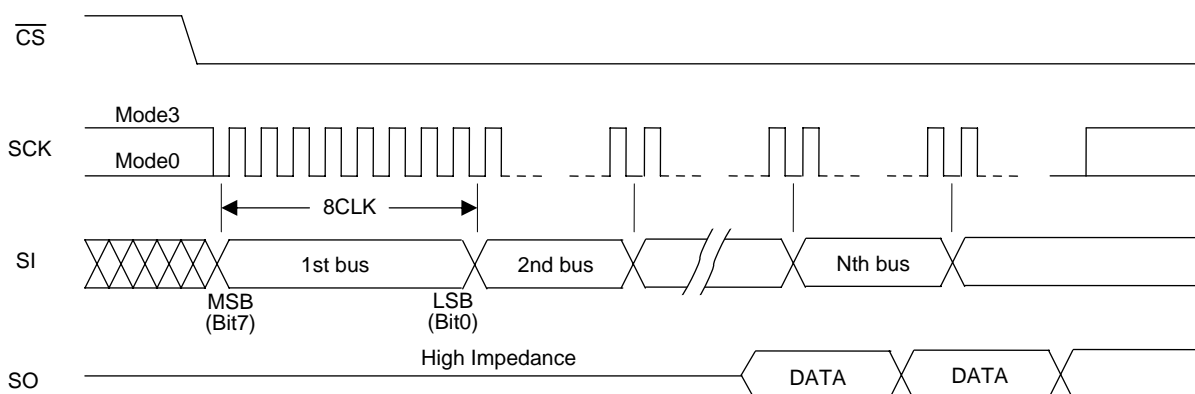 CS
Mode3
SCK
Mode0
8CLK
SI
1st bus
2nd bus
Nth bus
MSB
(Bit7)
LSB
(Bit0)
High Impedance
SO
DATA
DATA